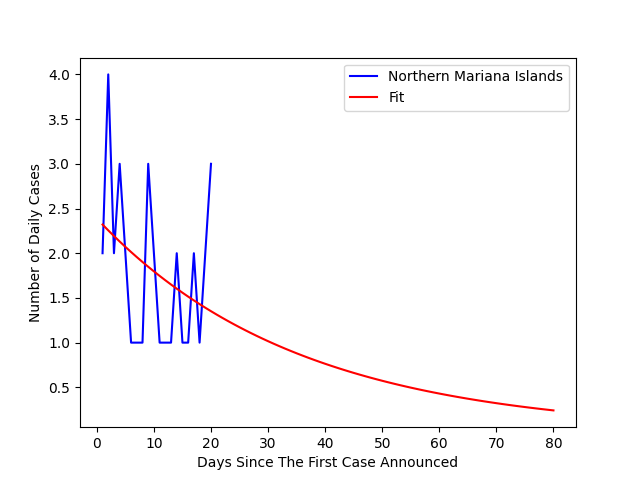 Northern Mariana Islands
Fit
4.0
3.5
3.0
2.5
2.0
1.5
1.0
0.5
Number of Daily Cases
0 10 20 30 40 50 60 70 80
Days Since The First Case Announced